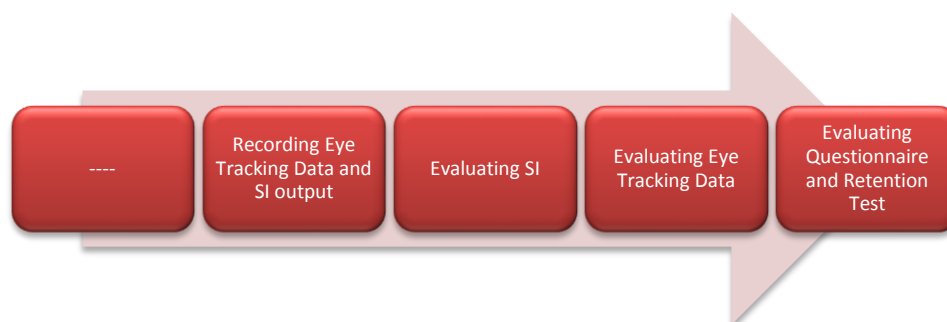 ----
Recording Eye
Tracking Data and
SI output
Evaluating SI
Evaluating Eye
Tracking Data
Evaluating
Questionnaire
and Retention
Test